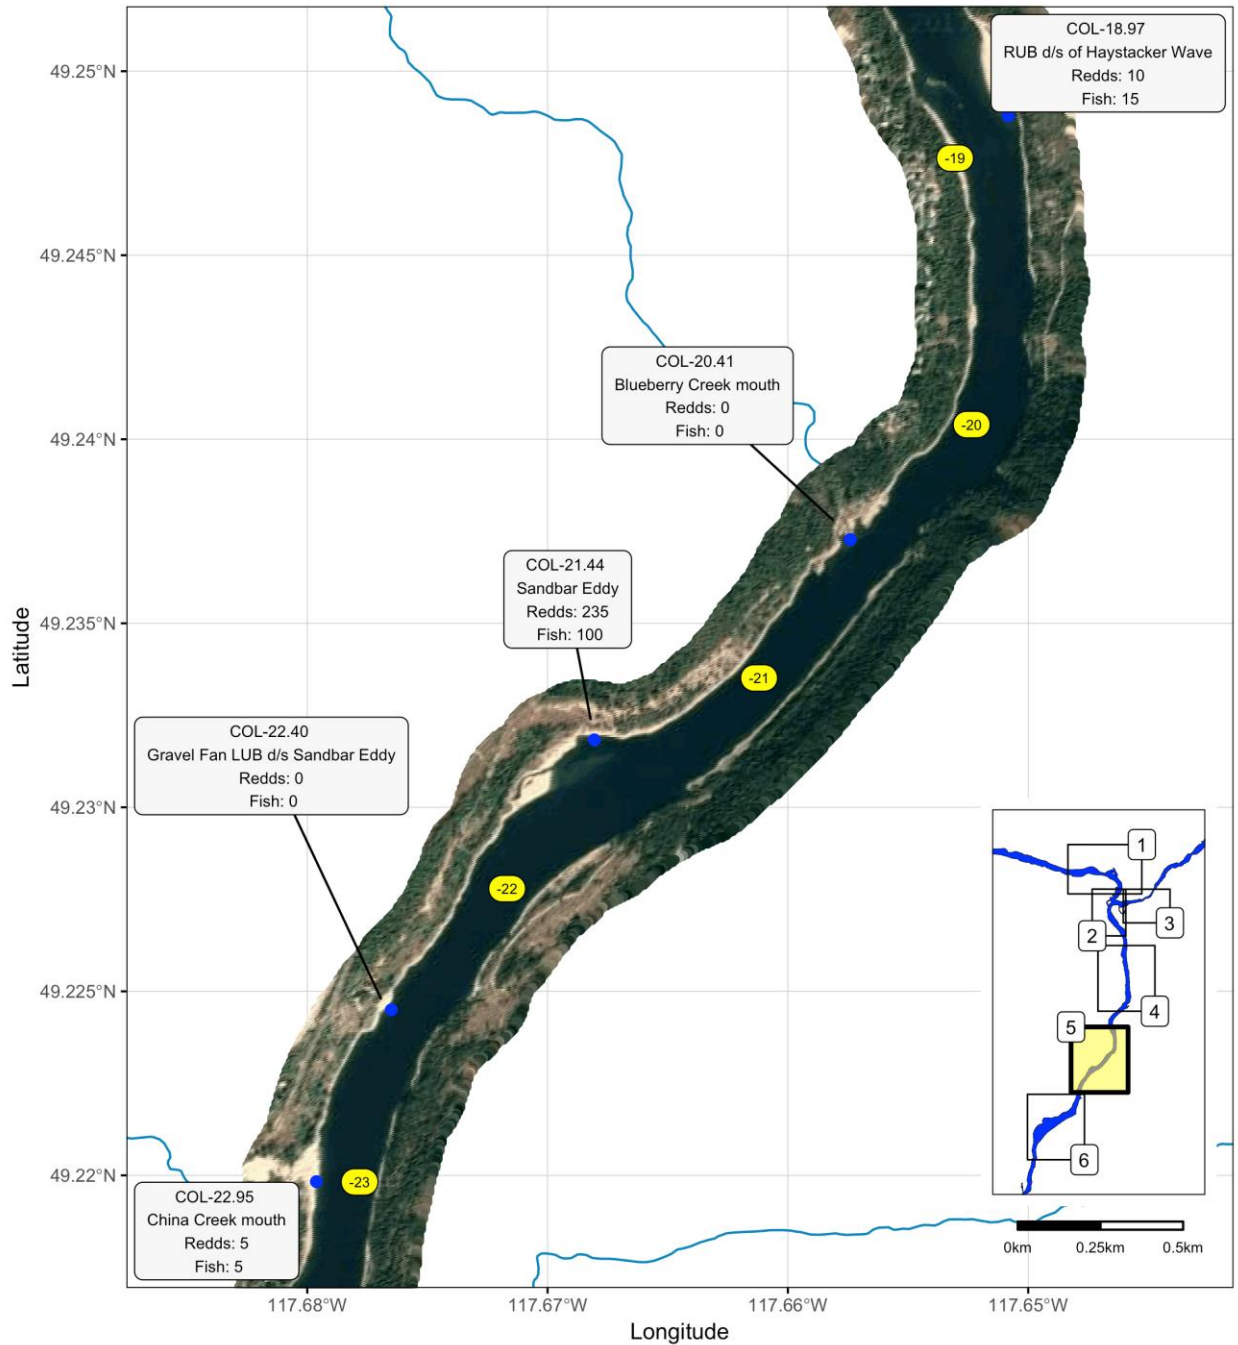 COL-18.97
RUB d/s of Haystacker Wave
Redds: 10
Fish: 15
49.25°N
-19
49.245°N
COL-20.41
Blueberry Creek mouth
Redds: 0
Fish: 0
49.24°N
-20
COL-21.44
Sandbar Eddy
Redds: 235
Fish: 100
49.235°N
-21
Latitude
COL-22.40
Gravel Fan LUB d/s Sandbar Eddy
Redds: 0
Fish: 0
49.23°N
-22
49.225°N
1
2
3
4
5
6
49.22°N
-23
COL-22.95
China Creek mouth
Redds: 5
Fish: 5
0km 0.25km 0.5km
117.68°W 117.67°W 117.66°W 117.65°W
Longitude